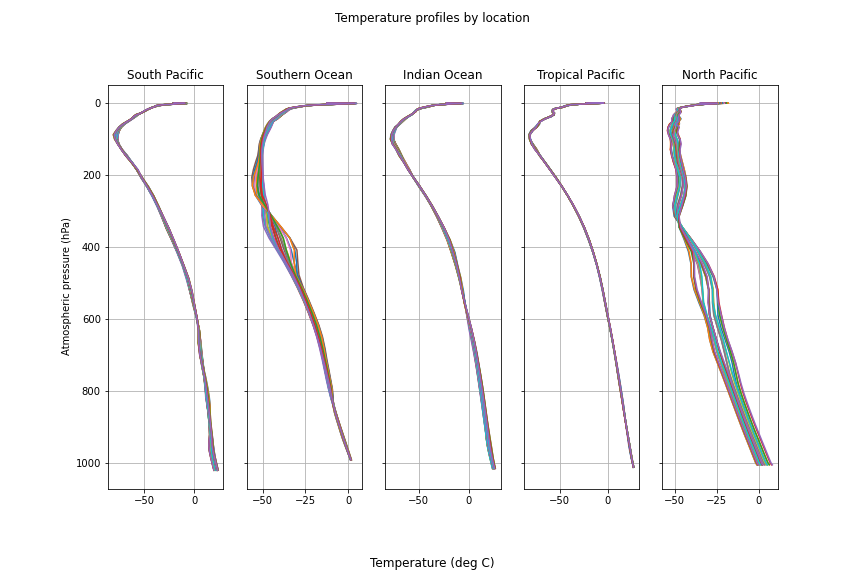 Temperature profiles by location
South Pacific Southern Ocean Indian Ocean Tropical Pacific North Pacific
0
200
400
600
800
1000
Atmospheric pressure (hPa)
−50 0 −50 −25 0 −50 0 −50 0 −50 −25 0
Temperature (deg C)